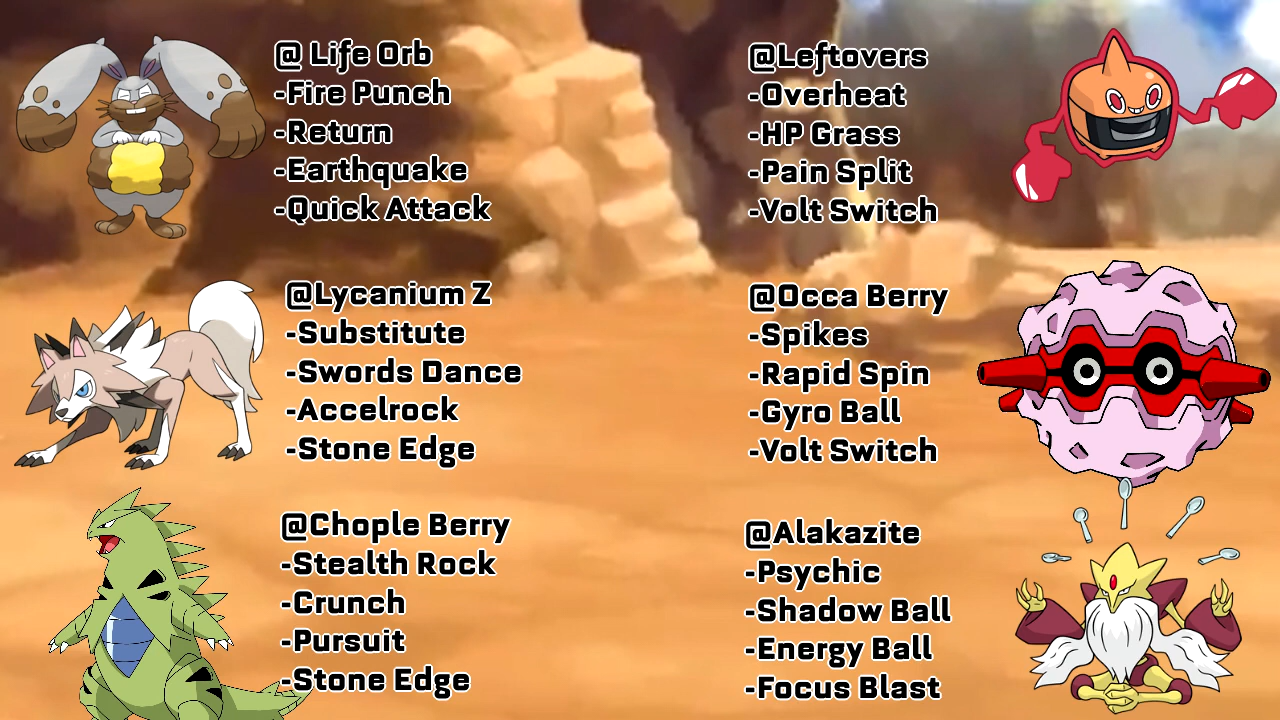 @ Life Orb
-Fire Punch
-Return
-Earthquake
-Quick Attack
@Leftovers
-Overheat
-HP Grass
-Pain Split
-Volt Switch
@Lycanium Z
-Substitute
-Swords Dance
-Accelrock
-Stone Edge
@Occa Berry
-Spikes
-Rapid Spin
-Gyro Ball
-Volt Switch
@Chople Berry
-Stealth Rock
-Crunch
-Pursuit
-Stone Edge
@Alakazite
-Psychic
-Shadow Ball
-Energy Ball
-Focus Blast